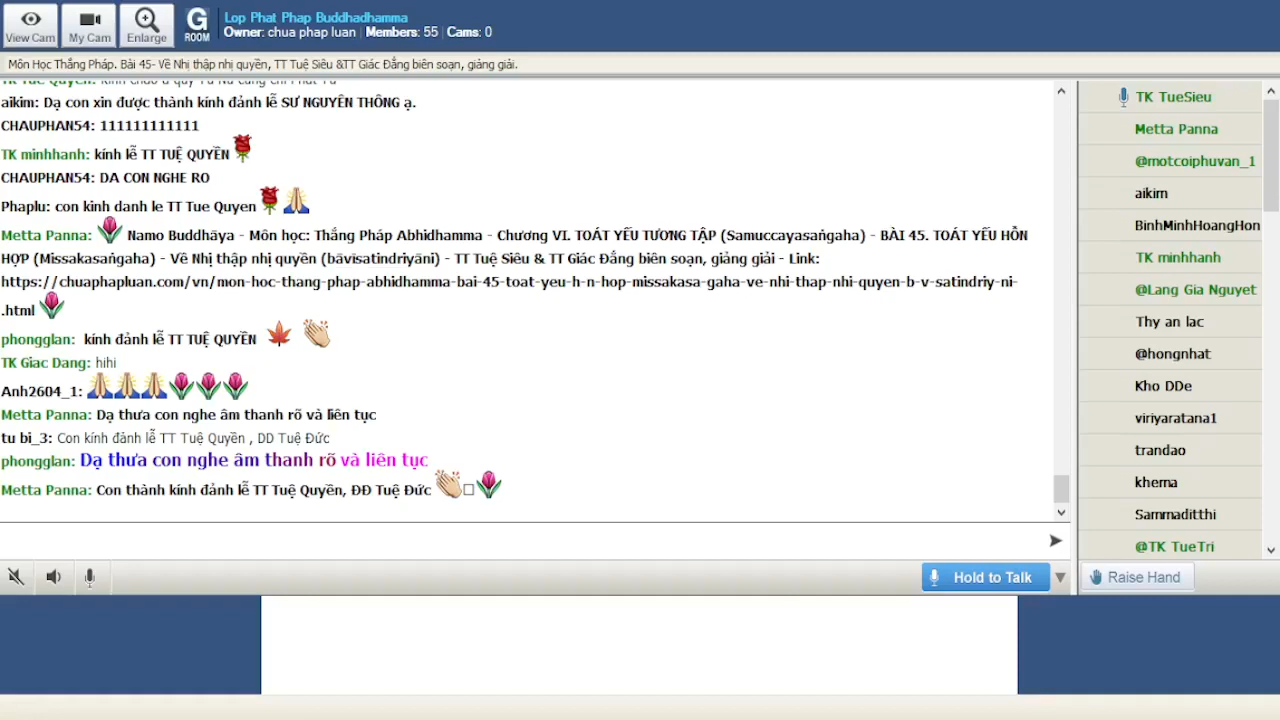 View Cam
My Cam
Enlarge
G
ROOM
Lop Phat Phap Buddhadhamma
Owner: chua phap luan | Members: 55 | Cams: 0
Môn Học Thắng Pháp. Bài 45- Về Nhị thập nhị quyền, TT Tuệ Siêu &TT Giác Đẳng biên soạn, giảng giải.
aikim: Dạ con xin được thành kính đảnh lễ SƯ NGUYÊN THÔNG ạ.
CHAUPHAN54: 111111111111
TK minhhanh: kính lễ TT TUỆ QUYỀN
CHAUPHAN54: DA CON NGHE RO
Phaplu: con kinh danh le TT Tue Quyen
Metta Panna: Namo Buddhāya - Môn học: Thắng Pháp Abhidhamma - Chương VI. TOÁT YẾU TƯƠNG TẬP (Samuccayasaṅgaha) - BÀI 45. TOÁT YẾU HỖN
HỢP (Missakasaṅgaha) - Về Nhị thập nhị quyền (bāvīsatindriyāni) - TT Tuệ Siêu & TT Giác Đẳng biên soạn, giảng giải - Link:
https://chuaphapluan.com/vn/mon-hoc-thang-phap-abhidhamma-bai-45-toat-yeu-h-n-hop-missakasa-gaha-ve-nhi-thap-nhi-quyen-b-v-satindriy-ni-
.html
phongglan: kính đảnh lễ TT TUỆ QUYỀN
TK Giac Dang: hihi
Anh2604_1:
Metta Panna: Dạ thưa con nghe âm thanh rõ và liên tục
tu bi_3: Con kính đảnh lễ TT Tuệ Quyền , DD Tuệ Đức
phongglan: Dạ thưa con nghe âm thanh rõ và liên tục
Metta Panna: Con thành kính đảnh lễ TT Tuệ Quyền, ĐĐ Tuệ Đức
Hold to Talk
TK TueSieu
Metta Panna
@motcoiphuvan_1
aikim
BinhMinhHoangHon
TK minhhanh
@Lang Gia Nguyet
Thy an lac
@hongnhat
Kho DDe
viriyaratana1
trandao
khema
Sammaditthi
@TK TueTri
Raise Hand